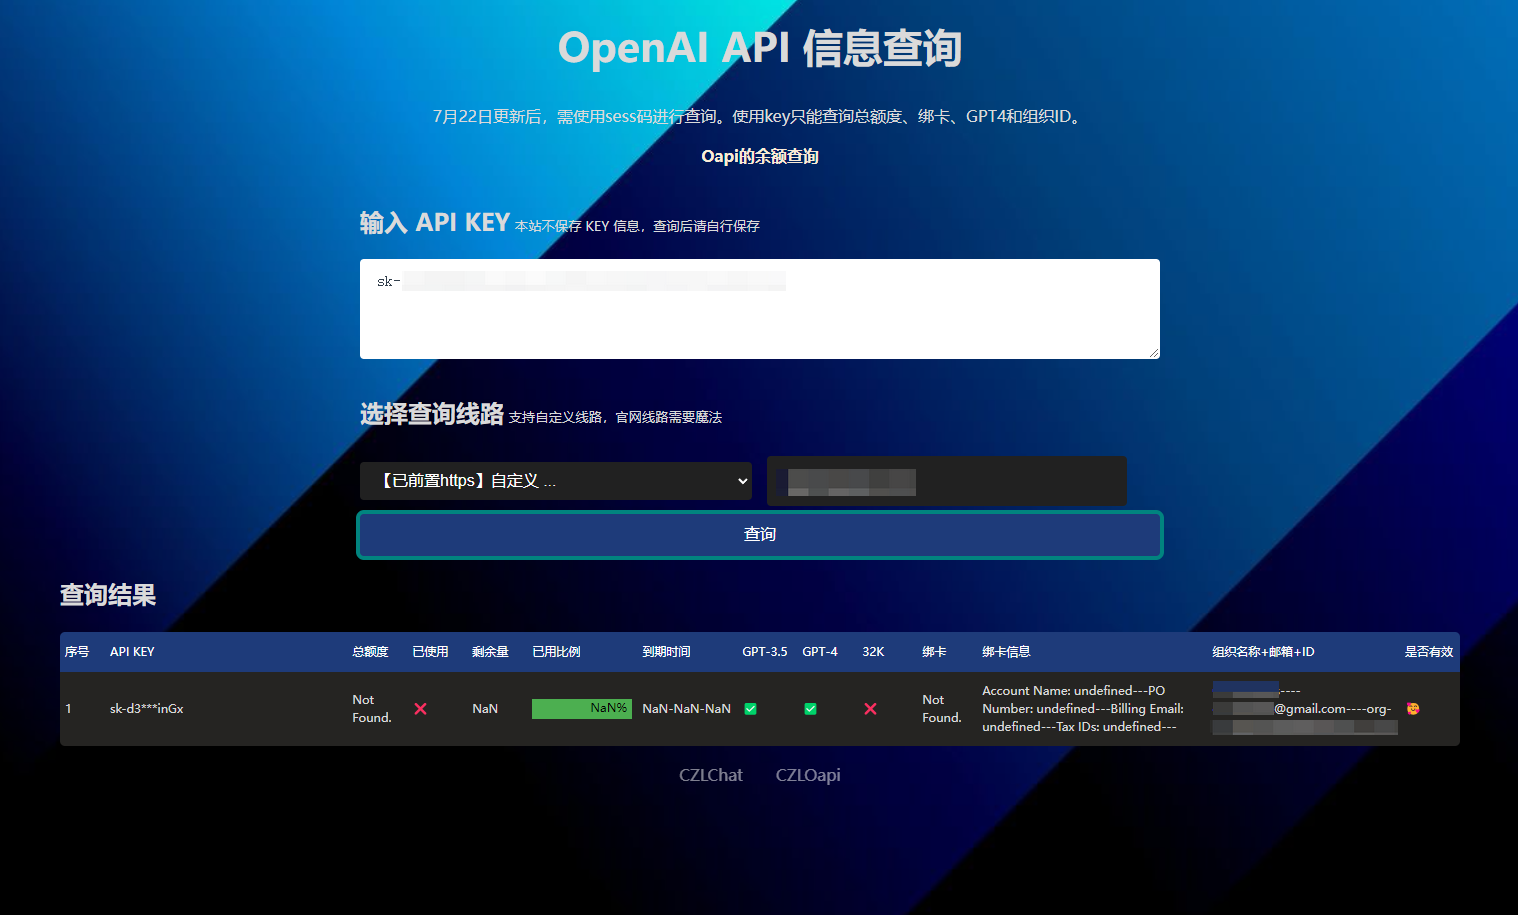 OpenAI API 信息查询
7月22日更新后，需使用sess码进行查询。使用key只能查询总额度、绑卡、GPT4和组织ID。
Oapi的余额查询
输入 API KEY 本站不保存 KEY 信息，查询后请自行保存
sk-
选择查询线路 支持自定义线路，官网线路需要魔法
【已前置https】自定义 ...
查询
查询结果
序号 API KEY 总额度 已使用 剩余量 已用比例 到期时间 GPT-3.5 GPT-4 32K 绑卡 绑卡信息 组织名称+邮箱+ID 是否有效
1 sk-d3***inGx Not Found. ❌ NaN NaN% NaN-NaN-NaN ✅ ✅ ❌ Not Found. Account Name: undefined---PO
Number: undefined---Billing Email:
undefined---Tax IDs: undefined---
----
@gmail.com----org-
CZLChat CZLOapi